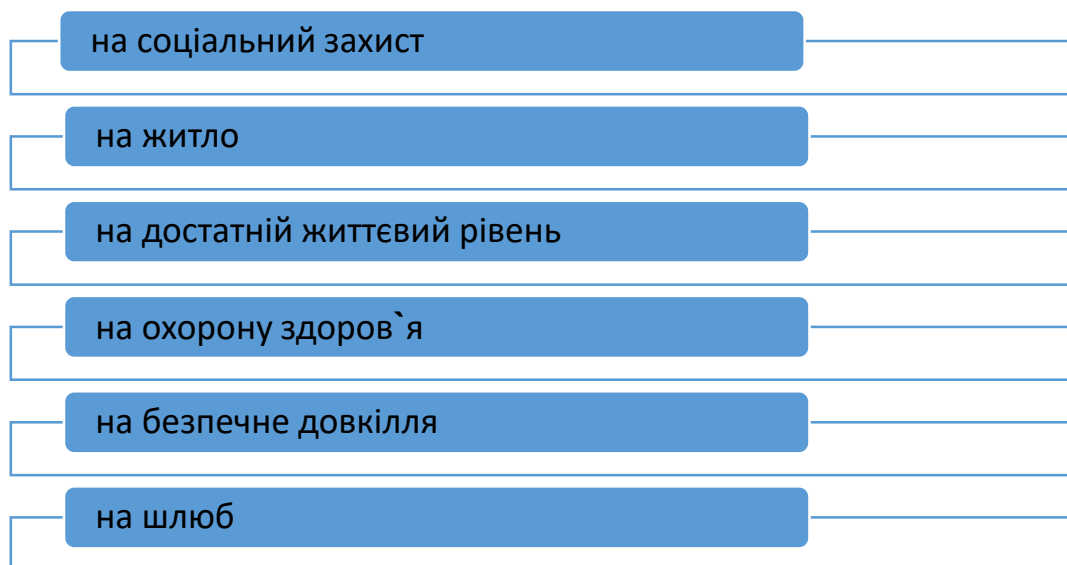 на соціальний захист
на житло
на достатній життєвий рівень
на охорону здоров`я
на безпечне довкілля
на шлюб